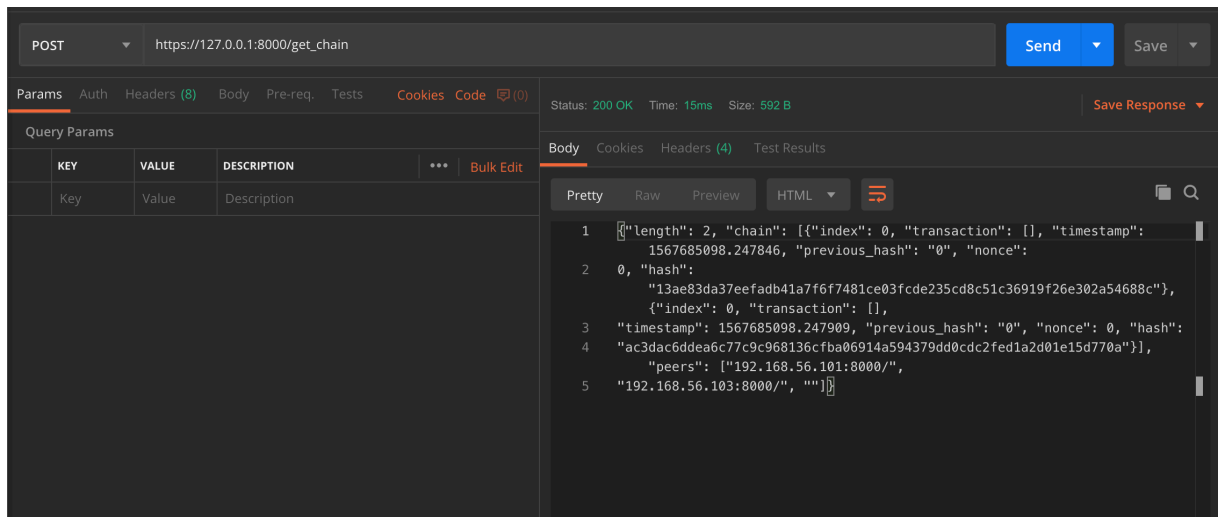 POST https://127.0.0.1:8000/get_chain Send Save
Params Auth Headers (8) Body Pre-req. Tests Cookies Code (0)
Query Params
KEY VALUE DESCRIPTION ••• Bulk Edit
Key Value Description
Status: 200 OK Time: 15ms Size: 592 B Save Response
Body Cookies Headers (4) Test Results
Pretty Raw Preview HTML
1 {"length": 2, "chain": [{"index": 0, "transaction": [], "timestamp":
1567685098.247846, "previous_hash": "0", "nonce":
2 0, "hash":
"13ae83da37eefadb41a7f6f7481ce03fcde235cd8c51c36919f26e302a54688c"},
{"index": 0, "transaction": [],
3 "timestamp": 1567685098.247909, "previous_hash": "0", "nonce": 0, "hash":
4 "ac3dac6ddea6c77c9c968136cfba06914a594379dd0cdc2fed1a2d01e15d770a"}],
"peers": ["192.168.56.101:8000/",
5 "192.168.56.103:8000/", ""]}